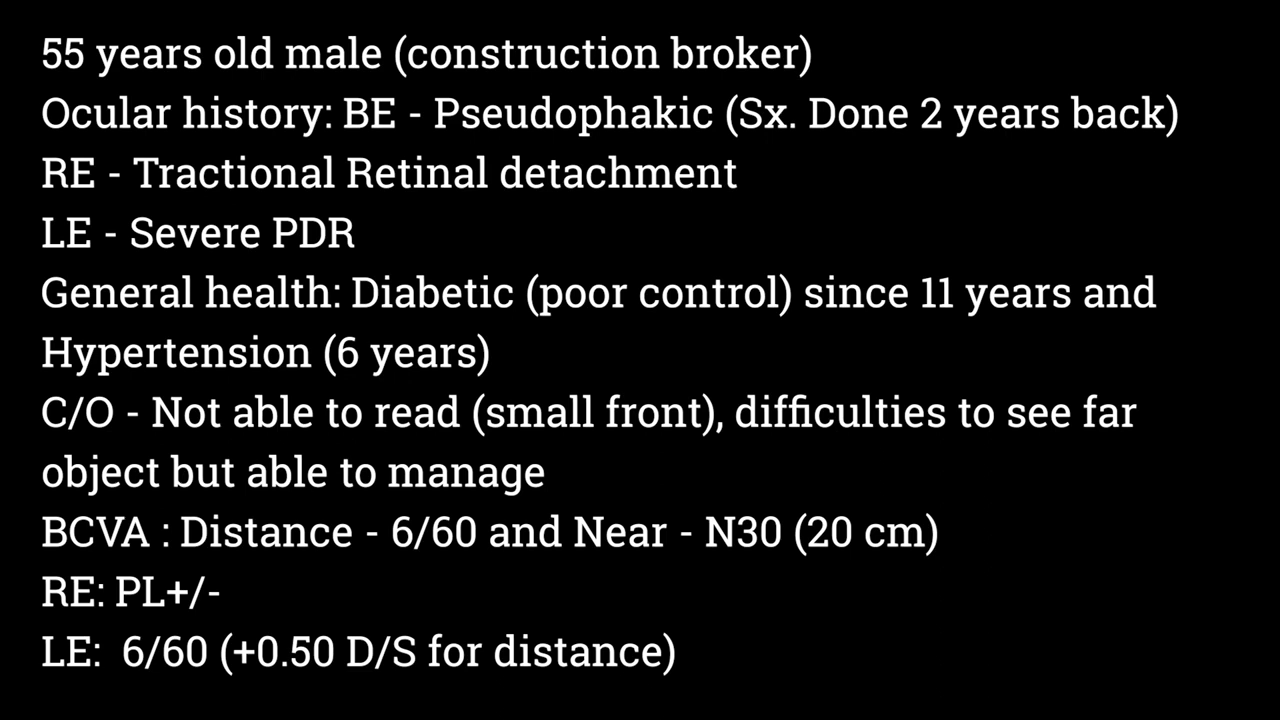 55 years old male (construction broker)
Ocular history: BE - Pseudophakic (Sx. Done 2 years back)
RE - Tractional Retinal detachment
LE - Severe PDR
General health: Diabetic (poor control) since 11 years and
Hypertension (6 years)
C/O - Not able to read (small front), difficulties to see far
object but able to manage
BCVA : Distance - 6/60 and Near - N30 (20 cm)
RE: PL+/-
LE:  6/60 (+0.50 D/S for distance)